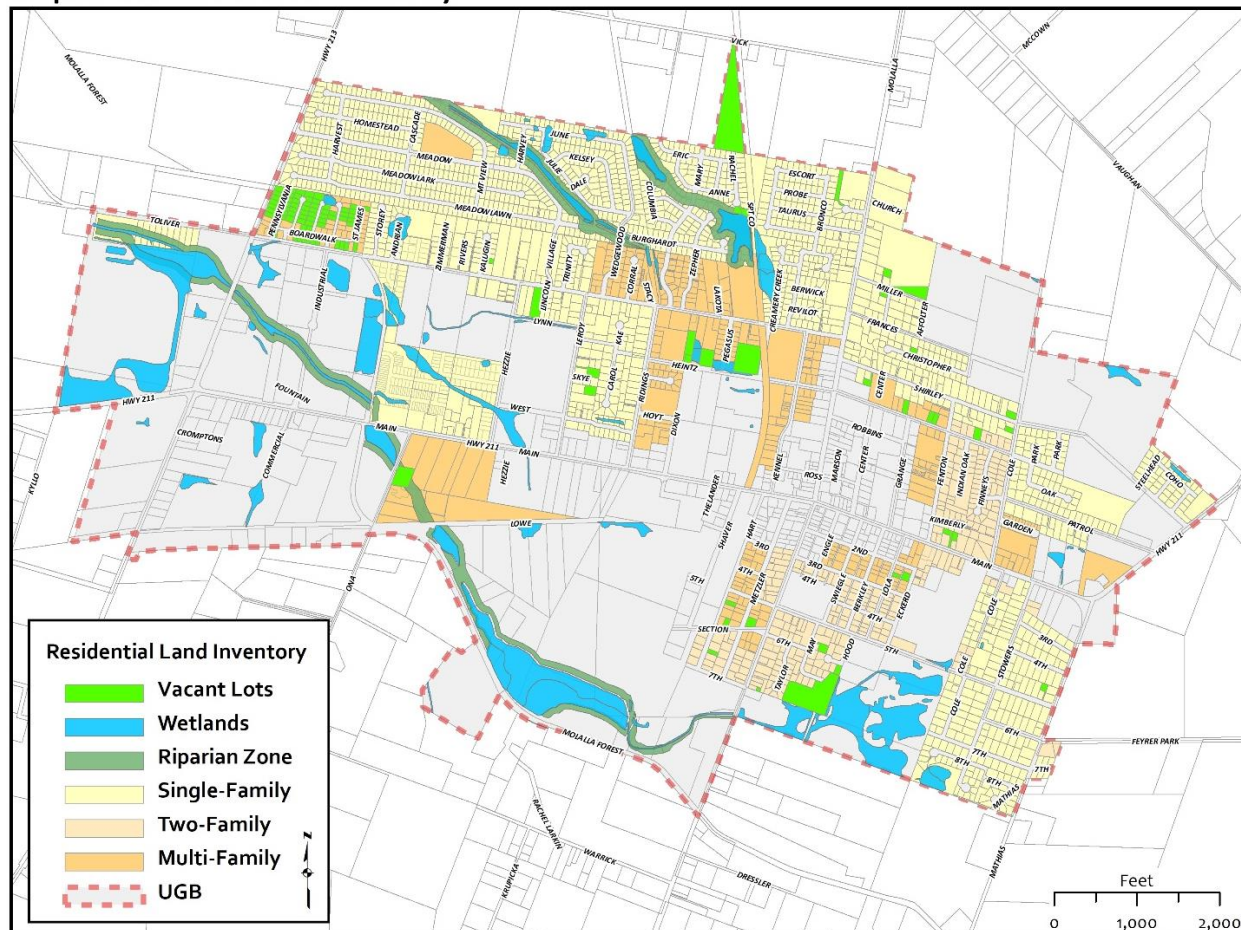 VICK
MCCOWN
HWY 213
MOLALLA
MOLALLA FOREST
VAUGHAN
HOMESTEAD
CASCADE
HARVEST
MEADOW
MT VIEW
HARVEY
JUNE
JULIE
KELSEY
DALE
ERIC
MARY
RACHEL
ANNE
COLUMBIA
ESCORT
PROBE
TAURUS
BRONCO
CHURCH
SPT CO
MEADOWLARK
MEADOWLAWN
PENNSYLVANIA
BOARDWALK
ST JAMES
STOREY
ANDRIAN
TOLIVER
ZIMMERMAN
RIVERS
KALUGIN
LINCOLN
VILLAGE
TRINITY
WEDGEWOOD
CORRAL
STACY
BURGHARDT
ZEPHER
LAKOTA
PEGASUS
CREAMERY CREEK
BERWICK
REVILOT
MILLER
AFFOLTER
FRANCES
CHRISTOPHER
SHIRLEY
CENTER
INDUSTRIAL
LYNN
LEROY
KAE
SKYE
CAROL
RIDINGS
HEINTZ
HOYT
DIXON
HEZZIE
WEST
FOUNTAIN
HWY 211
MAIN
HWY 211
MAIN
HEZZIE
CROMPTONS
COMMERCIAL
KYLLO
ONA
LOWE
ROBBINS
CENTER
MARSON
ROSS
KENNEL
GRANGE
FENTON
INDIAN OAK
FINNEYS
COLE
PARK
PARK
OAK
STEELHEAD
COHO
PATROL
GARDEN
KIMBERLY
MAIN
HWY 211
THELANDER
SHAVER
HART
3RD
4TH
METZLER
3RD
4TH
ENGLE
2ND
SWIEGLE
BERKLEY
LOLA
4TH
ECKERD
5TH
SECTION
7TH
6TH
TAYLOR
MAY
HOOD
5TH
COLE
COLE
STOWERS
3RD
4TH
COLE
6TH
7TH
8TH
8TH
7TH
MATHIAS
MATHIAS
FEYRER PARK
MOLALLA FOREST
RACHEL LARKIN
WARRICK
KRUPICKA
DRESSLER
Residential Land Inventory
Vacant Lots
Wetlands
Riparian Zone
Single-Family
Two-Family
Multi-Family
UGB
Z
Feet
0 1,000 2,000